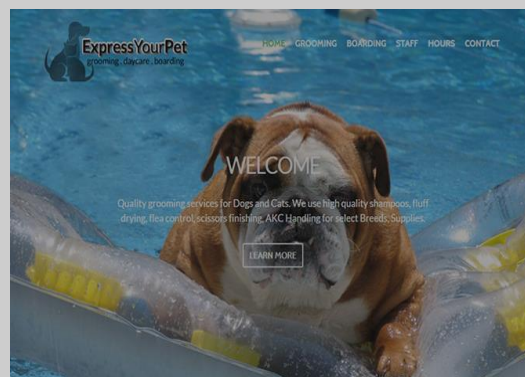 ExpressYourPet
grooming . daycare . boarding
HOME GROOMING BOARDING STAFF HOURS CONTACT
WELCOME
Quality grooming services for Dogs and Cats. We use high quality shampoos, fluff
drying, flea control, scissors finishing, AKC Handling for select Breeds, Supplies.
LEARN MORE